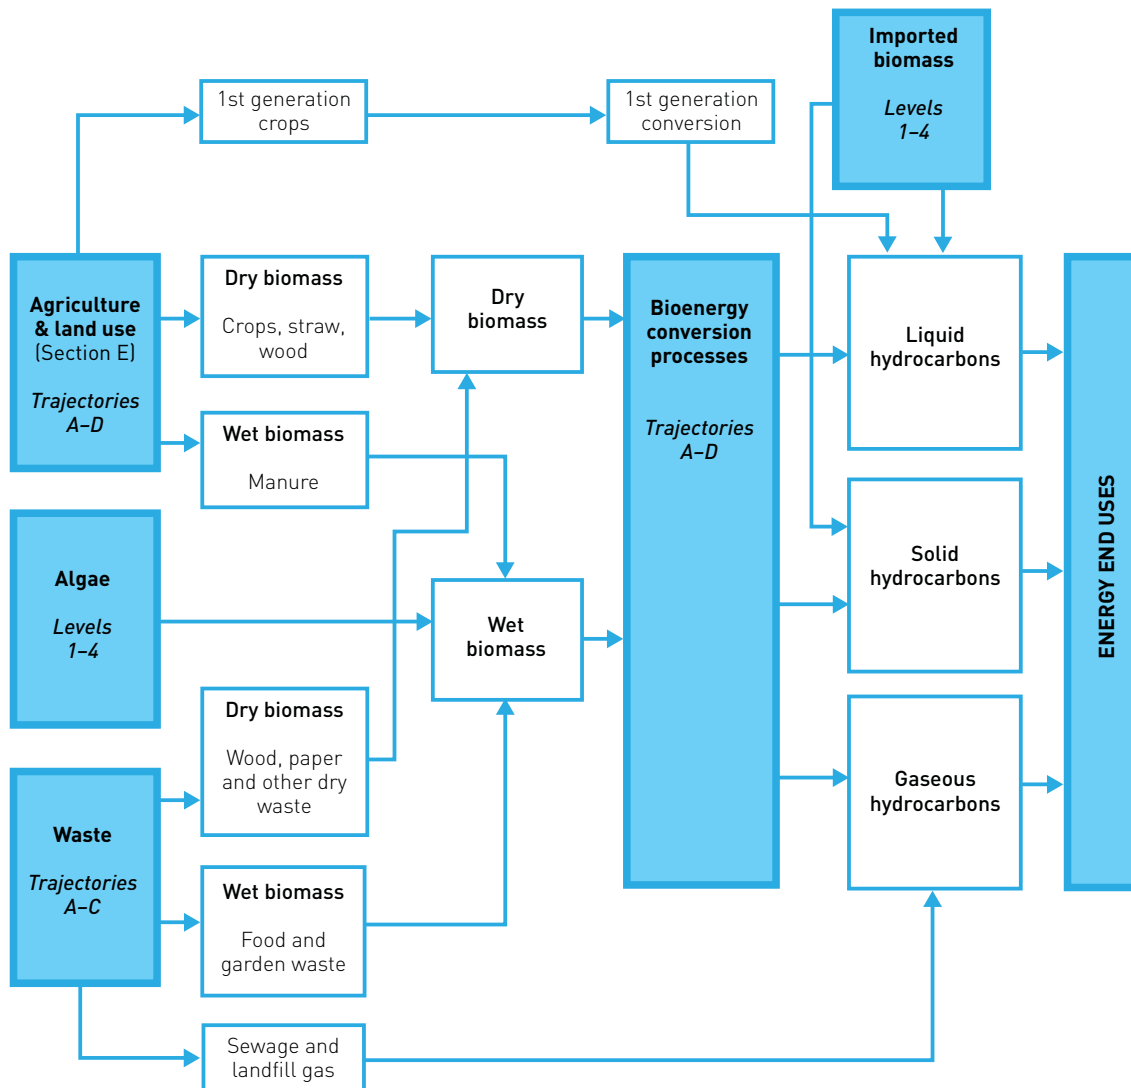 Imported
biomass
Levels
1–4
1st generation
crops
1st generation
conversion
Agriculture
& land use
(Section E)
Trajectories
A–D
Dry biomass
Crops, straw,
wood
Dry
biomass
Bioenergy
conversion
processes
Trajectories
A–D
Liquid
hydrocarbons
Wet biomass
Manure
Algae
Levels
1–4
Wet
biomass
Solid
hydrocarbons
ENERGY END USES
Dry biomass
Wood, paper
and other dry
waste
Gaseous
hydrocarbons
Waste
Trajectories
A–C
Wet biomass
Food and
garden waste
Sewage and
landfill gas